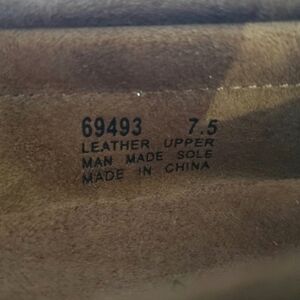 69493 7.5
LEATHER UPPER
MAN MADE SOLE
MADE IN CHINA